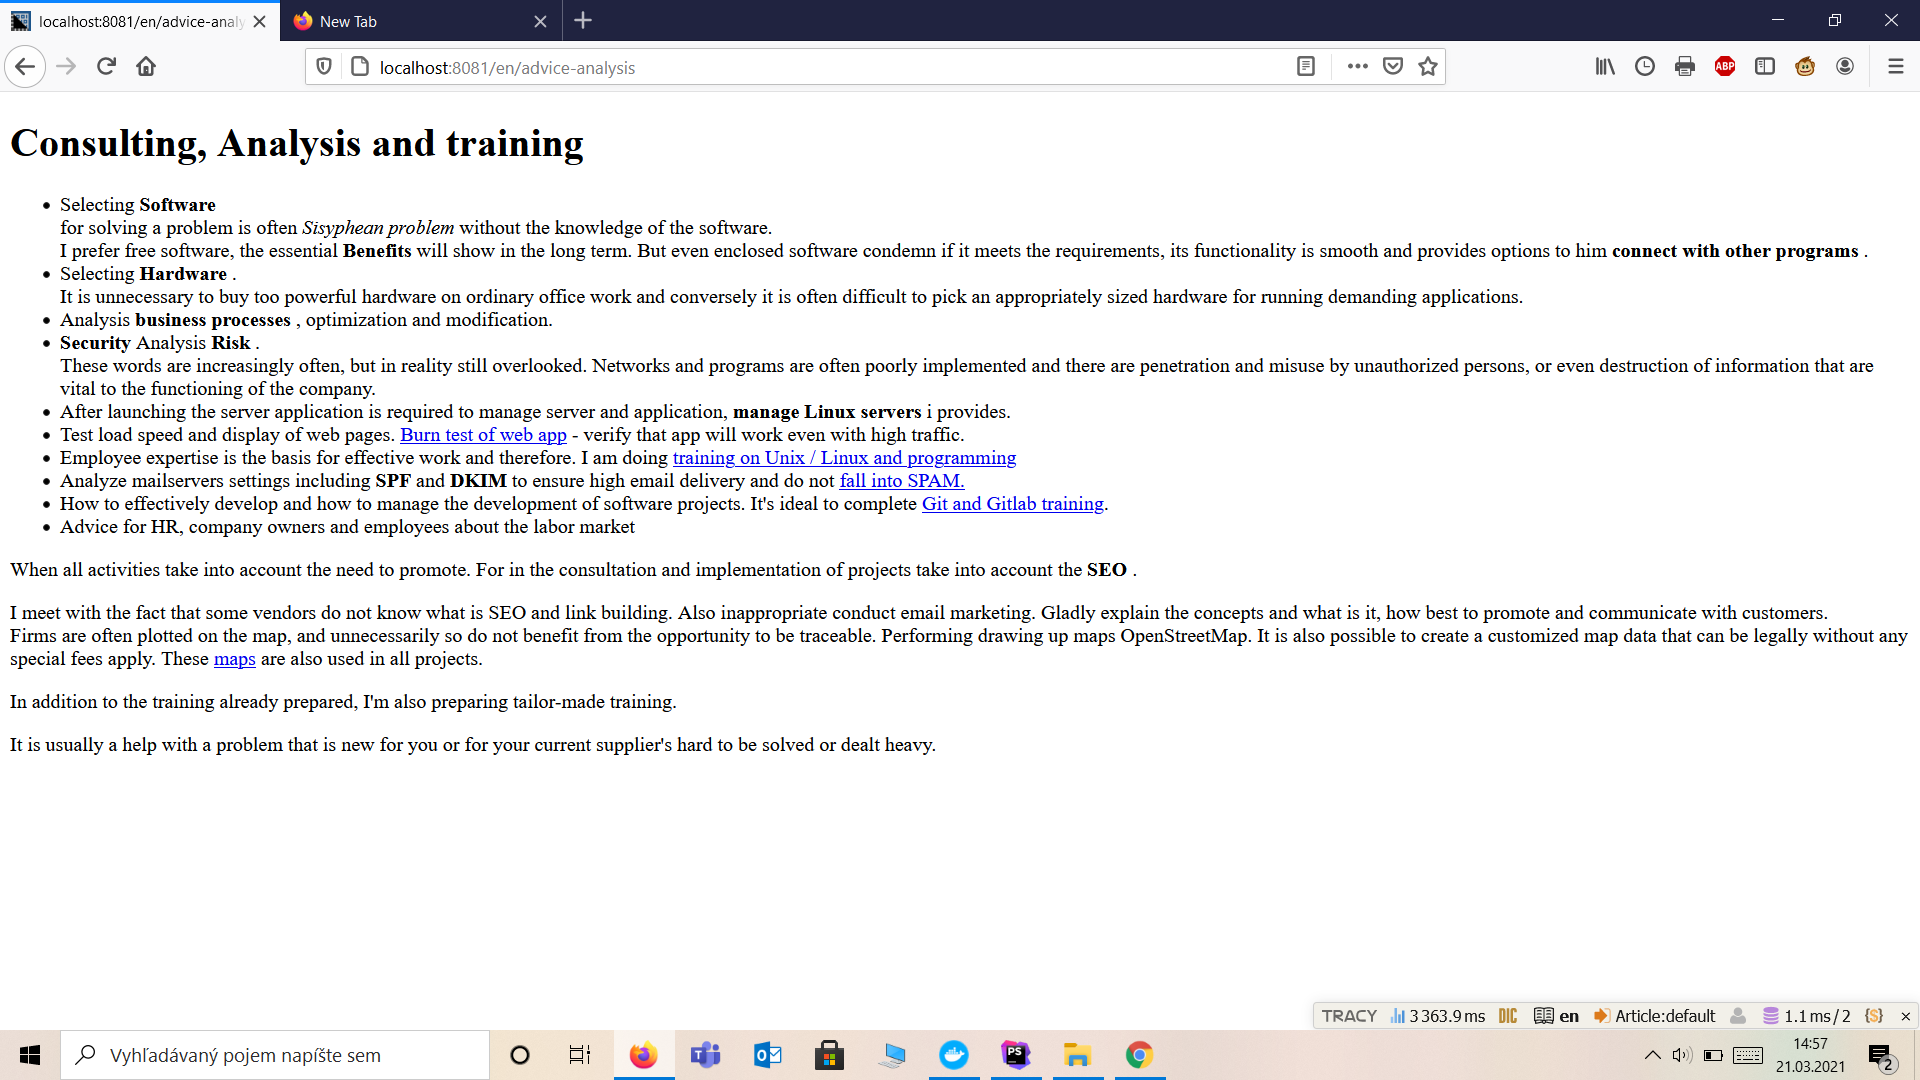 localhost:8081/en/advice-analy
New Tab
localhost:8081/en/advice-analysis
ABP
Consulting, Analysis and training
Selecting Software
for solving a problem is often Sisyphean problem without the knowledge of the software.
I prefer free software, the essential Benefits will show in the long term. But even enclosed software condemn if it meets the requirements, its functionality is smooth and provides options to him connect with other programs .
Selecting Hardware .
It is unnecessary to buy too powerful hardware on ordinary office work and conversely it is often difficult to pick an appropriately sized hardware for running demanding applications.
Analysis business processes , optimization and modification.
Security Analysis Risk .
These words are increasingly often, but in reality still overlooked. Networks and programs are often poorly implemented and there are penetration and misuse by unauthorized persons, or even destruction of information that are
vital to the functioning of the company.
After launching the server application is required to manage server and application, manage Linux servers i provides.
Test load speed and display of web pages. Burn test of web app - verify that app will work even with high traffic.
Employee expertise is the basis for effective work and therefore. I am doing training on Unix / Linux and programming
Analyze mailservers settings including SPF and DKIM to ensure high email delivery and do not fall into SPAM.
How to effectively develop and how to manage the development of software projects. It's ideal to complete Git and Gitlab training.
Advice for HR, company owners and employees about the labor market
When all activities take into account the need to promote. For in the consultation and implementation of projects take into account the SEO .
I meet with the fact that some vendors do not know what is SEO and link building. Also inappropriate conduct email marketing. Gladly explain the concepts and what is it, how best to promote and communicate with customers.
Firms are often plotted on the map, and unnecessarily so do not benefit from the opportunity to be traceable. Performing drawing up maps OpenStreetMap. It is also possible to create a customized map data that can be legally without any
special fees apply. These maps are also used in all projects.
In addition to the training already prepared, I'm also preparing tailor-made training.
It is usually a help with a problem that is new for you or for your current supplier's hard to be solved or dealt heavy.
TRACY 3 363.9 ms DIC en Article:default 1.1 ms / 2 {$} ×
Vyhľadávaný pojem napíšte sem
PS
14:57
21.03.2021
2